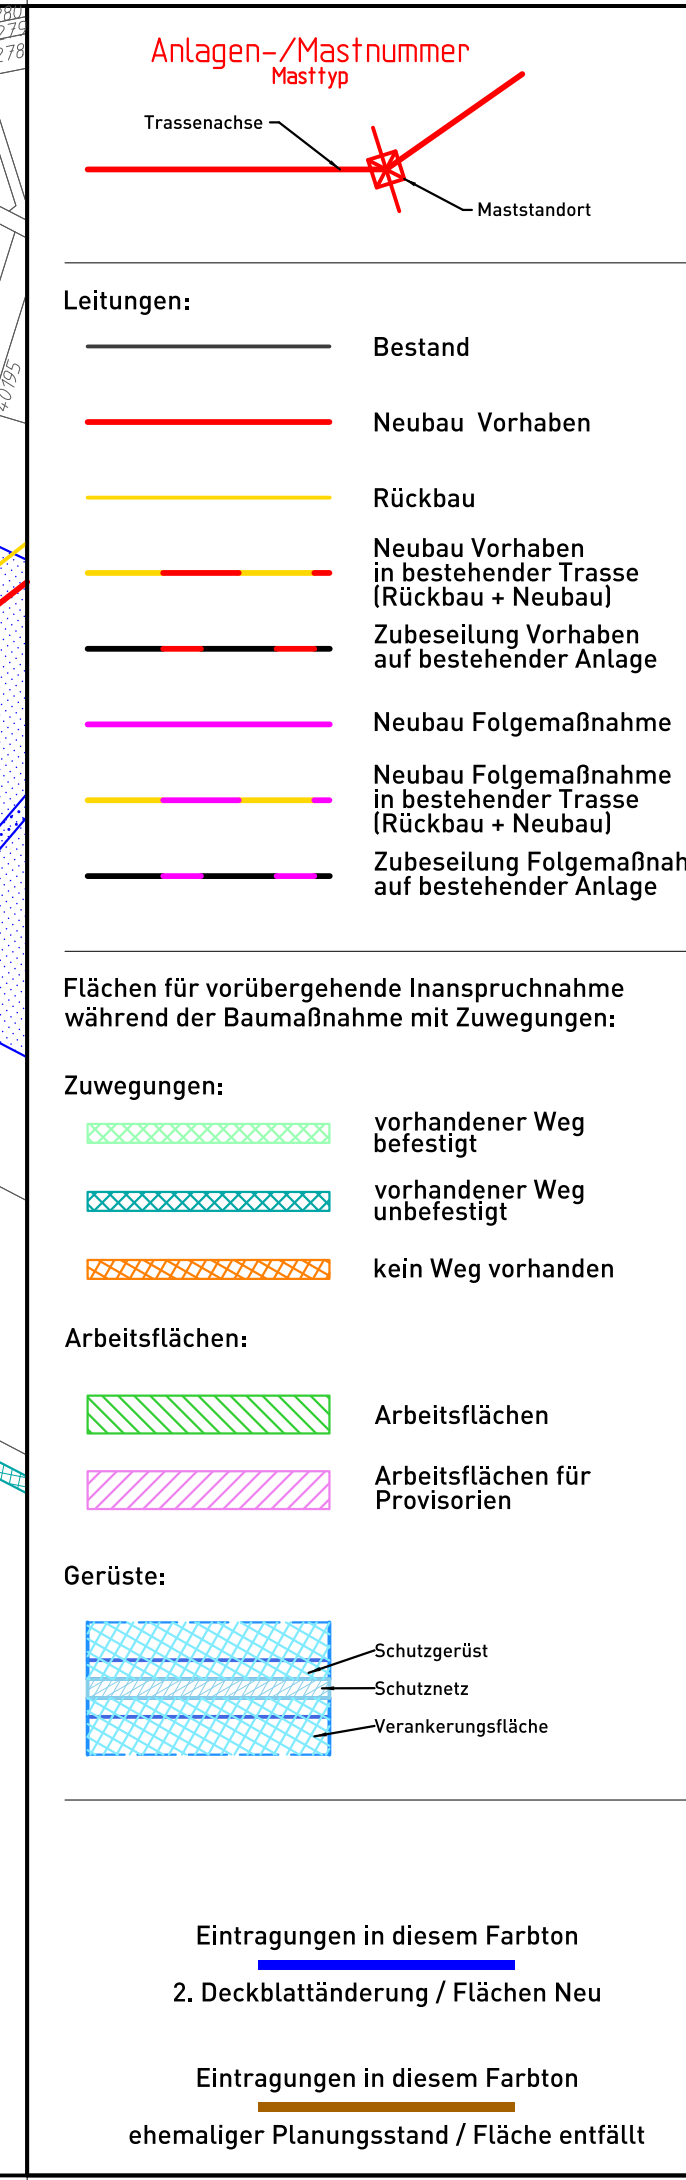 280
279
278
40195
Anlagen-/Mastnummer
Masttyp
Trassenachse
Maststandort
Leitungen:
Bestand
Neubau Vorhaben
Rückbau
Neubau Vorhaben
in bestehender Trasse
(Rückbau + Neubau)
Zubeseilung Vorhaben
auf bestehender Anlage
Neubau Folgemaßnahme
Neubau Folgemaßnahme
in bestehender Trasse
(Rückbau + Neubau)
Zubeseilung Folgemaßnah
auf bestehender Anlage
Flächen für vorübergehende Inanspruchnahme
während der Baumaßnahme mit Zuwegungen:
Zuwegungen:
vorhandener Weg
befestigt
vorhandener Weg
unbefestigt
kein Weg vorhanden
Arbeitsflächen:
Arbeitsflächen
Arbeitsflächen für
Provisorien
Gerüste:
Schutzgerüst
Schutznetz
Verankerungsfläche
Eintragungen in diesem Farbton
2. Deckblattänderung / Flächen Neu
Eintragungen in diesem Farbton
ehemaliger Planungsstand / Fläche entfällt